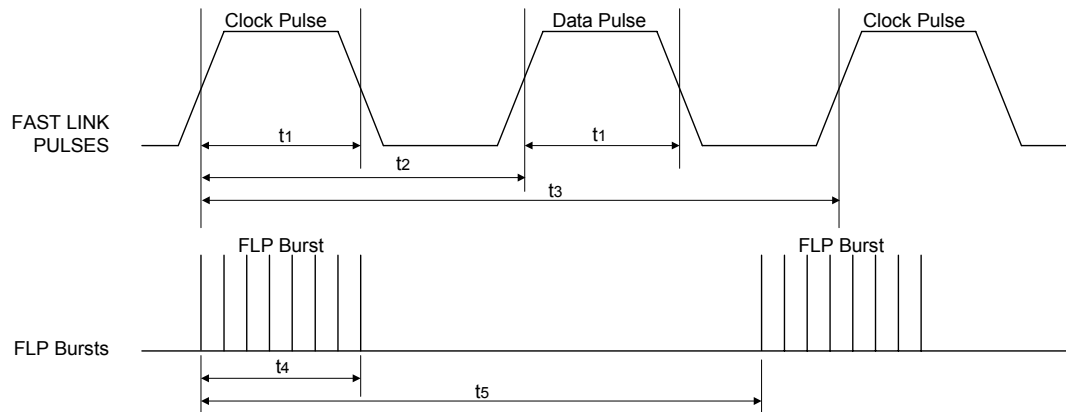 Clock Pulse
Data Pulse
Clock Pulse
FAST LINK
PULSES
t1
t1
t2
t3
FLP Burst
FLP Burst
FLP Bursts
t4
t5